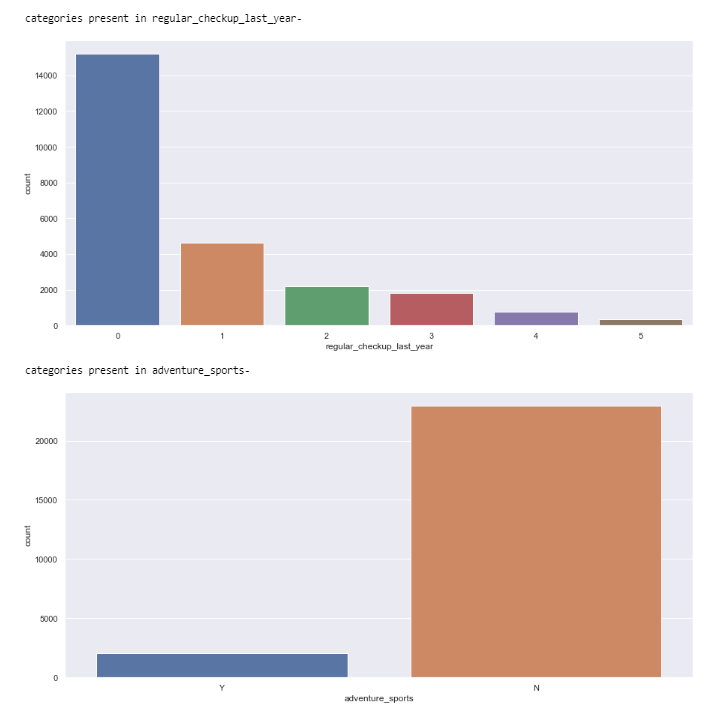 categories present in regular_checkup_last_year-
14000
12000
10000
8000
6000
4000
2000
0
count
0 1 2 3 4 5
regular_checkup_last_year
categories present in adventure_sports-
20000
15000
10000
5000
0
count
Y N
adventure_sports